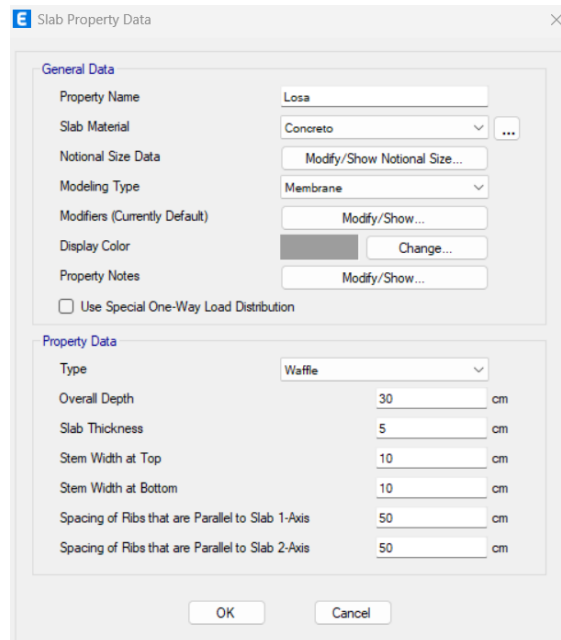 E Slab Property Data
General Data
Property Name Losa
Slab Material Concreto ...
Notional Size Data Modify/Show Notional Size...
Modeling Type Membrane
Modifiers (Currently Default) Modify/Show...
Display Color Change...
Property Notes Modify/Show...
Use Special One-Way Load Distribution
Property Data
Type Waffle
Overall Depth 30 cm
Slab Thickness 5 cm
Stem Width at Top 10 cm
Stem Width at Bottom 10 cm
Spacing of Ribs that are Parallel to Slab 1-Axis 50 cm
Spacing of Ribs that are Parallel to Slab 2-Axis 50 cm
OK Cancel